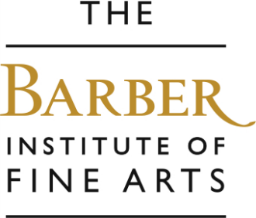 THE
BARBER
INSTITUTE OF
FINE ARTS